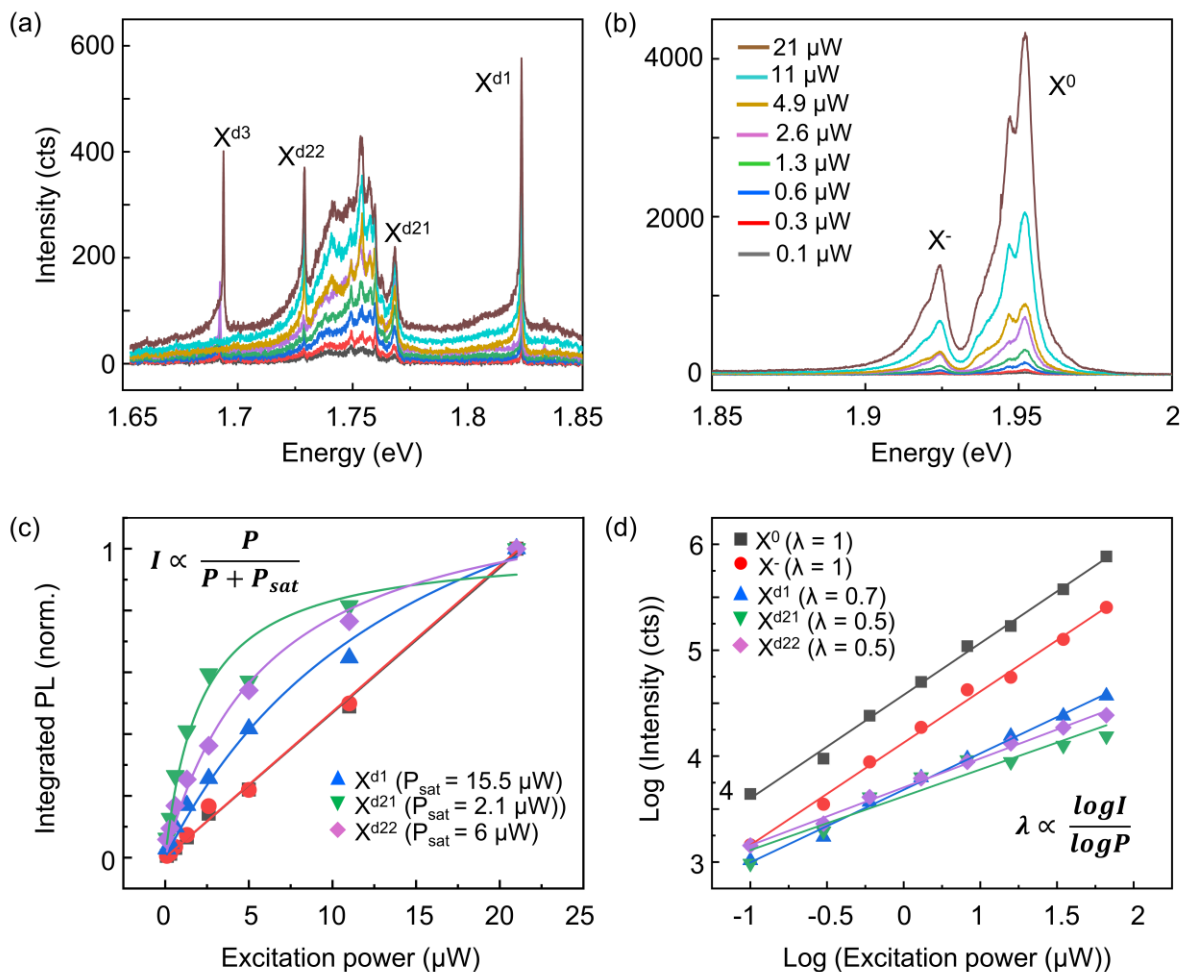 (a)
600
400
200
0
Intensity (cts)
X^d3
X^d22
X^d21
X^d1
1.65
1.7
1.75
1.8
1.85
Energy (eV)
(b)
4000
2000
0
21 µW
11 µW
4.9 µW
2.6 µW
1.3 µW
0.6 µW
0.3 µW
0.1 µW
X^-
X^0
1.85
1.9
1.95
2
Energy (eV)
(c)
I ∝ P / (P + P_sat)
1
0
Integrated PL (norm.)
X^d1 (P_sat = 15.5 µW)
X^d21 (P_sat = 2.1 µW))
X^d22 (P_sat = 6 µW)
0
5
10
15
20
25
Excitation power (µW)
(d)
6
5
4
4
3
Log (Intensity (cts))
X^0 (λ = 1)
X^- (λ = 1)
X^d1 (λ = 0.7)
X^d21 (λ = 0.5)
X^d22 (λ = 0.5)
λ ∝ logI / logP
-1
-0.5
0
0.5
1
1.5
2
Log (Excitation power (µW))